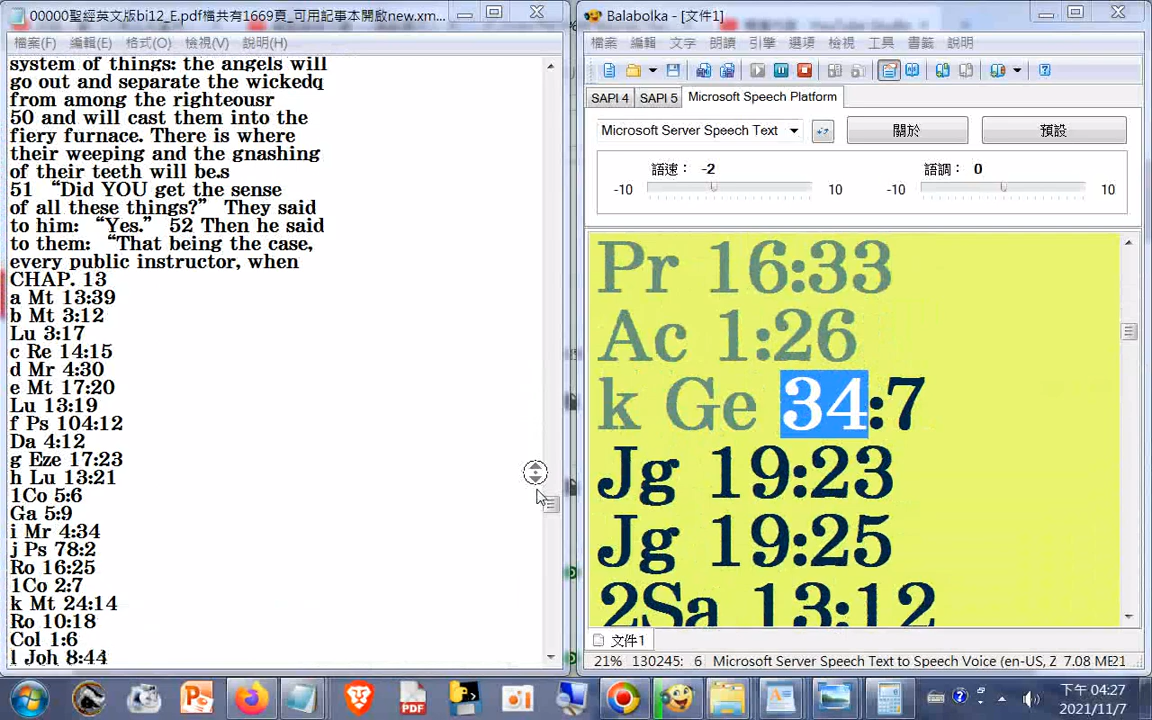 00000聖經英文版bi12_E.pdf檔共有1669頁_可用記事本開啟new.xm...
檔案(F) 編輯(E) 格式(O) 檢視(V) 說明(H)
system of things: the angels will
go out and separate the wickedq
from among the righteousr
50 and will cast them into the
fiery furnace. There is where
their weeping and the gnashing
of their teeth will be.s
51 “Did YOU get the sense
of all these things?” They said
to him: “Yes.” 52 Then he said
to them: “That being the case,
every public instructor, when
CHAP. 13
a Mt 13:39
b Mt 3:12
Lu 3:17
c Re 14:15
d Mr 4:30
e Mt 17:20
Lu 13:19
f Ps 104:12
Da 4:12
g Eze 17:23
h Lu 13:21
1Co 5:6
Ga 5:9
i Mr 4:34
j Ps 78:2
Ro 16:25
1Co 2:7
k Mt 24:14
Ro 10:18
Col 1:6
l Joh 8:44
Balabolka - [文件1]
檔案 編輯 文字 朗讀 引擎 選項 檢視 工具 書籤 說明
SAPI 4 SAPI 5 Microsoft Speech Platform
Microsoft Server Speech Text 關於 預設
語速： -2 語調： 0
-10 10 -10 10
Pr 16:33
Ac 1:26
k Ge 34:7
Jg 19:23
Jg 19:25
2Sa 13:12
文件1
21% 130245: 6 Microsoft Server Speech Text to Speech Voice (en-US, Z 7.08 ME21
PDF
下午 04:27
2021/11/7